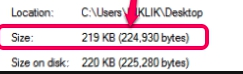 Location: C:\Users\ KLIK\Desktop
Size: 219 KB (224,930 bytes)
Size on disk: 220 KB (225,280 bytes)